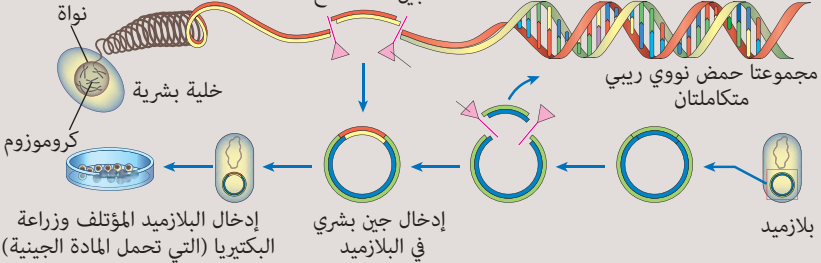 نواة
خلية بشرية
كروموزوم
مجموعتا حمض نووي ريبي
متكاملتان
بلازميد
إدخال جين بشري
في البلازميد
إدخال البلازميد المؤتلف وزراعة
البكتيريا (التي تحمل المادة الجينية)